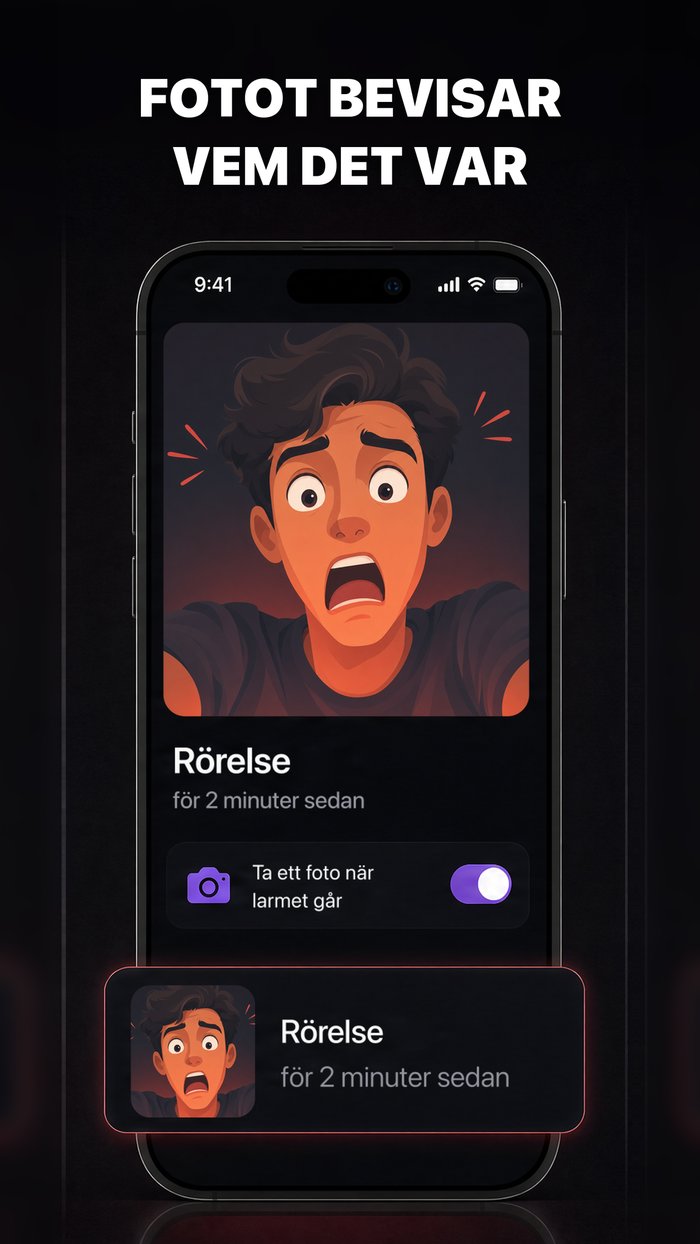 FOTOT BEVISAR
VEM DET VAR
9:41
Rörelse
för 2 minuter sedan
Ta ett foto när
larmet går
Rörelse
för 2 minuter sedan